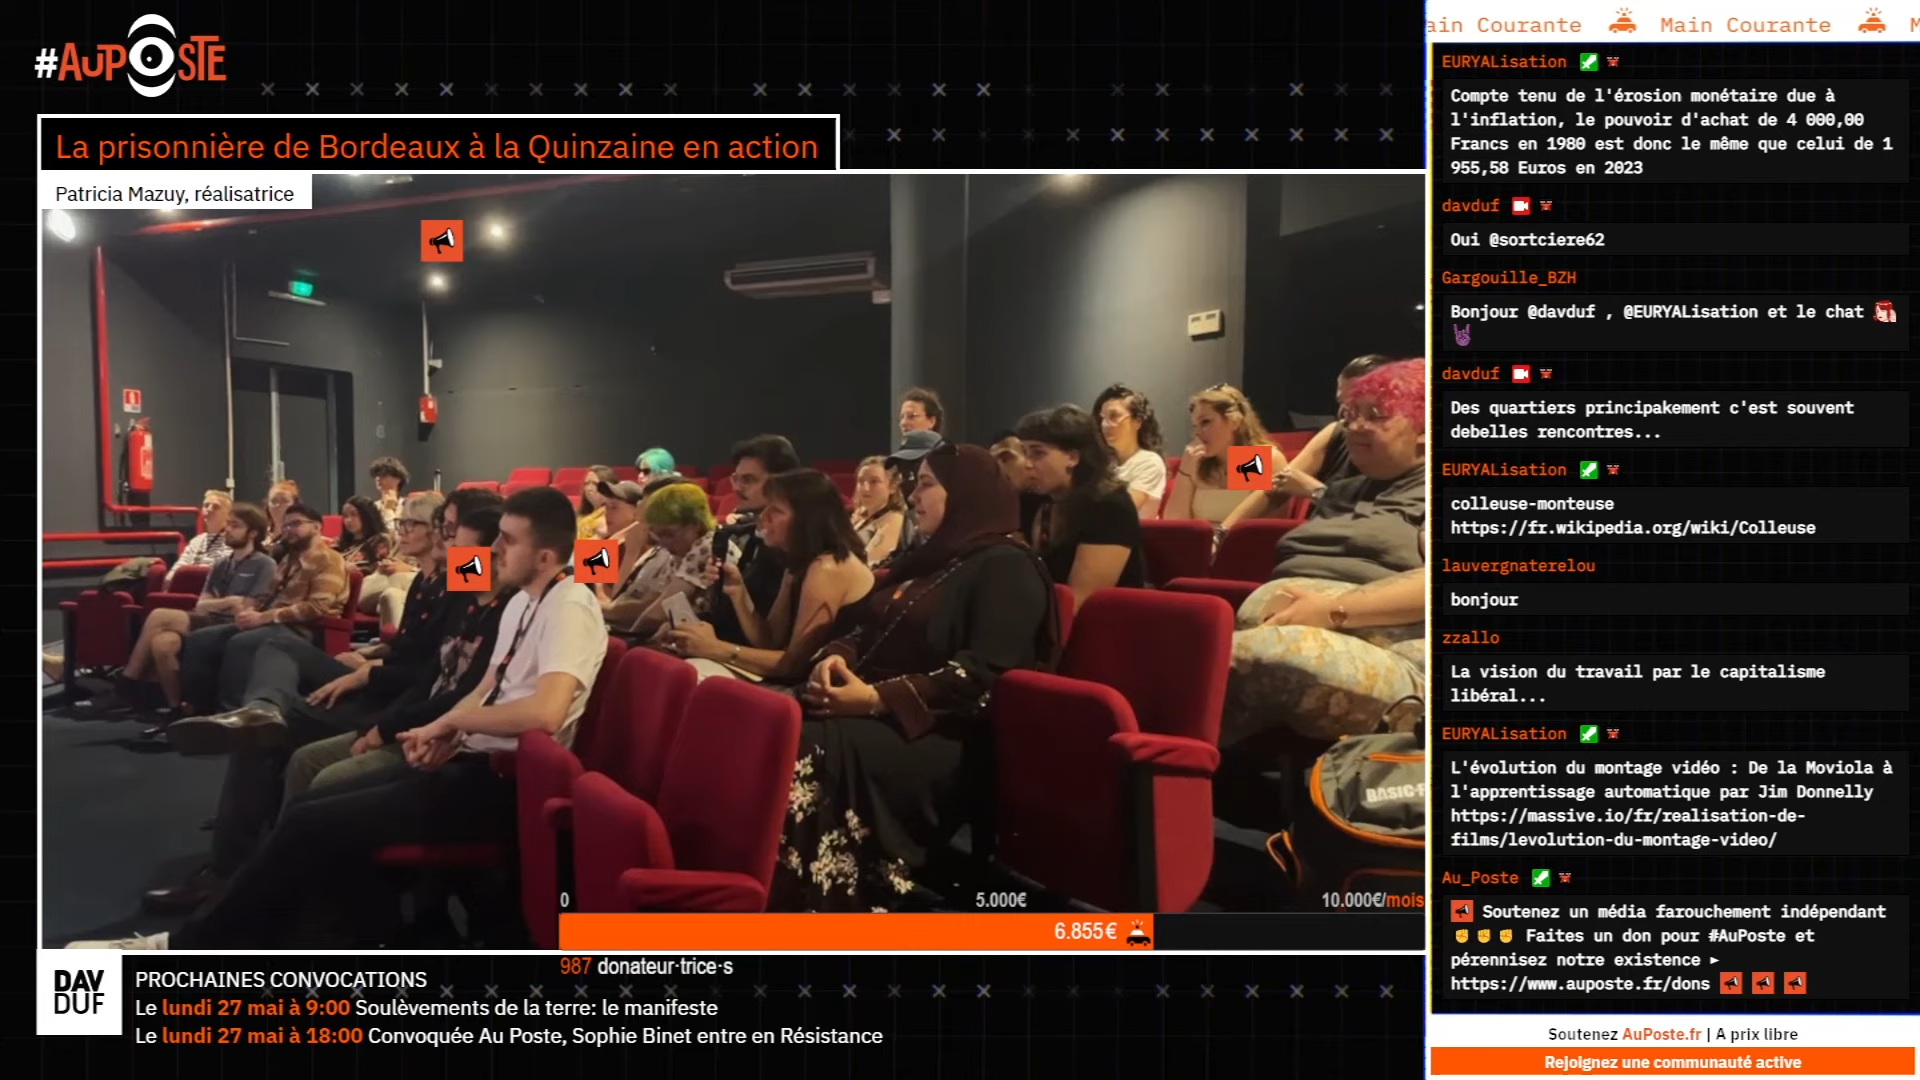 #AuPOSTE
La prisonnière de Bordeaux à la Quinzaine en action
Patricia Mazuy, réalisatrice
BASIC-F
0
5.000€
10.000€/mois
6.855€
987 donateur·trice·s
DAV
DUF
PROCHAINES CONVOCATIONS
Le lundi 27 mai à 9:00 Soulèvements de la terre: le manifeste
Le lundi 27 mai à 18:00 Convoquée Au Poste, Sophie Binet entre en Résistance
ain Courante Main Courante M
EURYALisation
Compte tenu de l'érosion monétaire due à
l'inflation, le pouvoir d'achat de 4 000,00
Francs en 1980 est donc le même que celui de 1
955,58 Euros en 2023
davduf
Oui @sortciere62
Gargouille_BZH
Bonjour @davduf , @EURYALisation et le chat
davduf
Des quartiers principakement c'est souvent
debelles rencontres...
EURYALisation
colleuse-monteuse
https://fr.wikipedia.org/wiki/Colleuse
lauvergnaterelou
bonjour
zzallo
La vision du travail par le capitalisme
libéral...
EURYALisation
L'évolution du montage vidéo : De la Moviola à
l'apprentissage automatique par Jim Donnelly
https://massive.io/fr/realisation-de-
films/levolution-du-montage-video/
Au_Poste
Soutenez un média farouchement indépendant
✊✊✊ Faites un don pour #AuPoste et
pérennisez notre existence ►
https://www.auposte.fr/dons
Soutenez AuPoste.fr | A prix libre
Rejoignez une communauté active